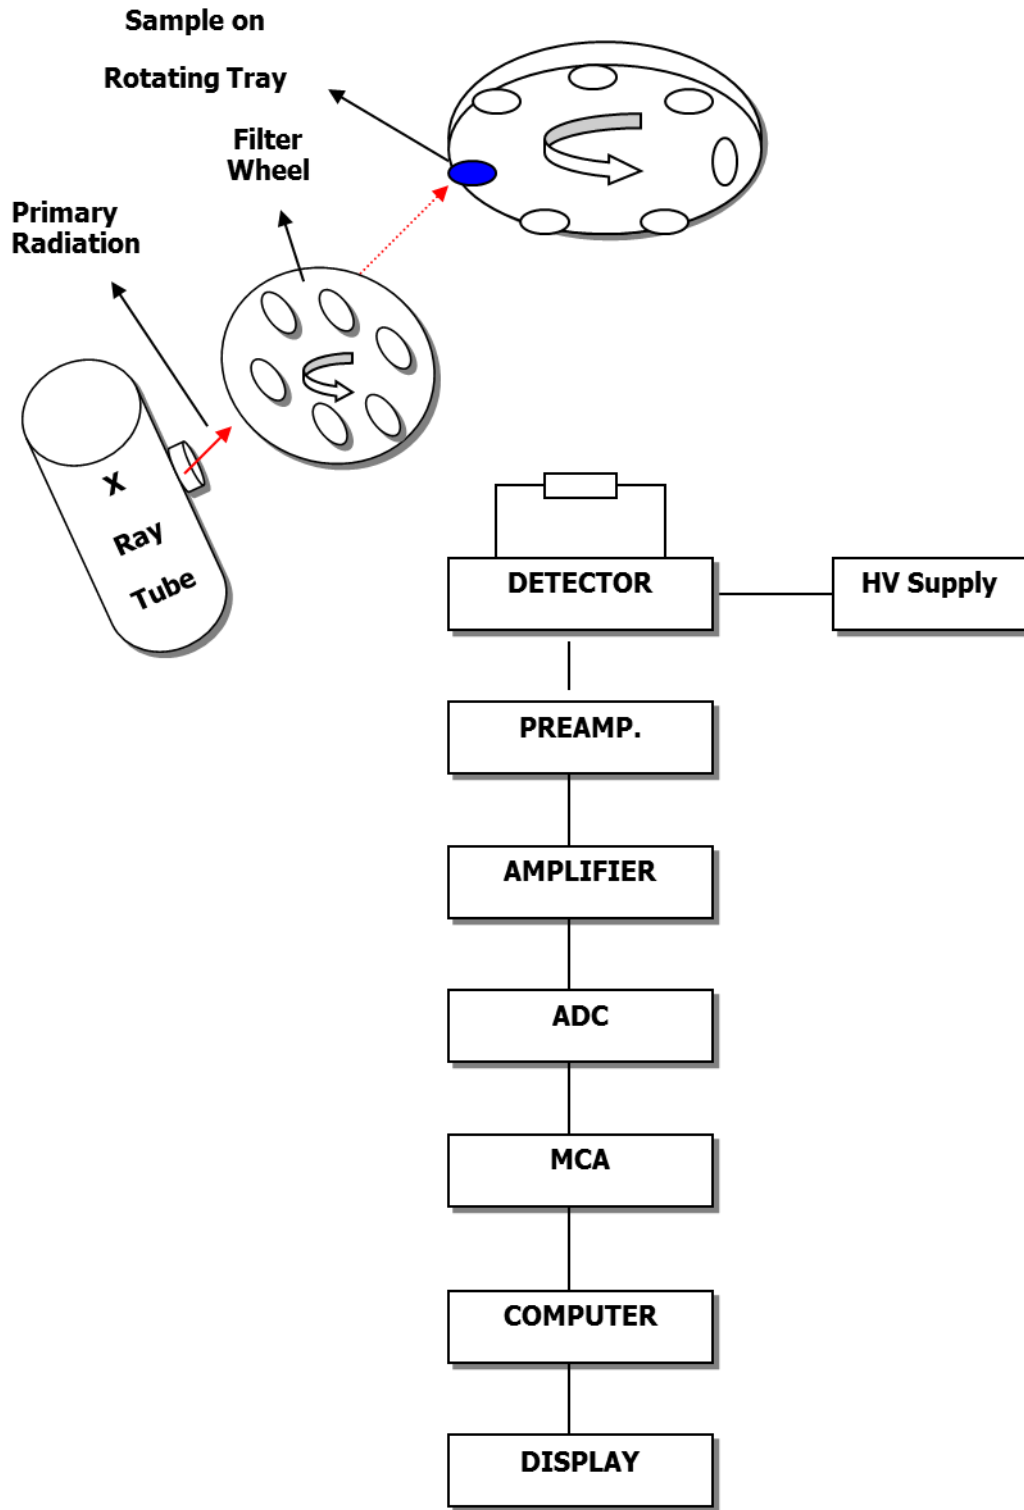 Sample on
Rotating Tray
Filter
Wheel
Primary
Radiation
X
Ray
Tube
DETECTOR
HV Supply
PREAMP.
AMPLIFIER
ADC
MCA
COMPUTER
DISPLAY